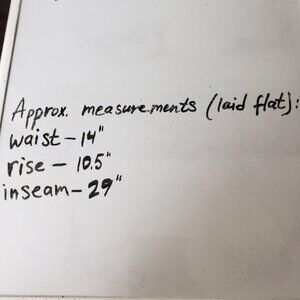 Approx. measurements (laid flat):
waist - 14"
rise - 10.5"
inseam - 29"